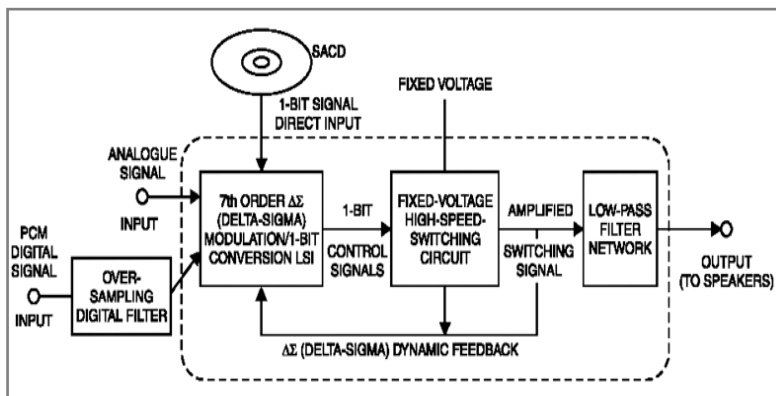 SACD
FIXED VOLTAGE
1-BIT SIGNAL
DIRECT INPUT
ANALOGUE
SIGNAL
INPUT
PCM
DIGITAL
SIGNAL
INPUT
OVER-
SAMPLING
DIGITAL FILTER
7th ORDER ΔΣ
(DELTA-SIGMA)
MODULATION/1-BIT
CONVERSION LSI
1-BIT
CONTROL
SIGNALS
FIXED-VOLTAGE
HIGH-SPEED-
SWITCHING
CIRCUIT
AMPLIFIED
SWITCHING
SIGNAL
LOW-PASS
FILTER
NETWORK
OUTPUT
(TO SPEAKERS)
ΔΣ (DELTA-SIGMA) DYNAMIC FEEDBACK